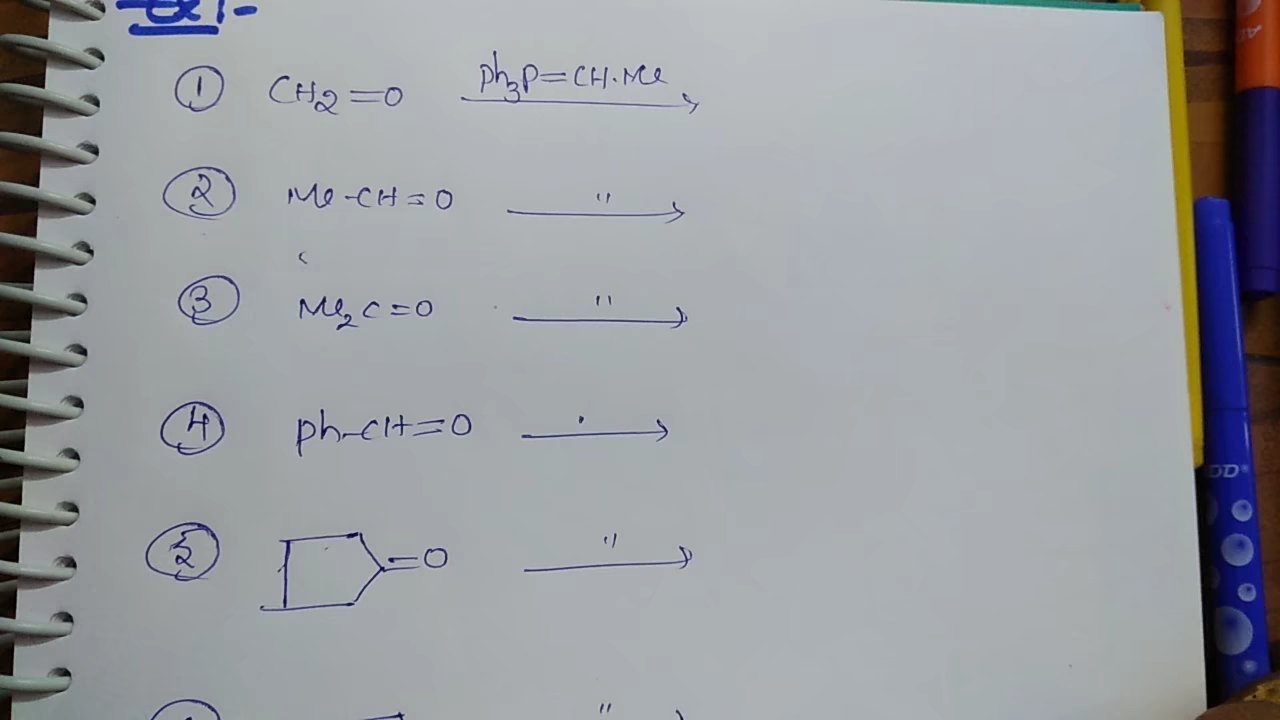 Ex :-
① CH2=O Ph3P=CH.Me
② Me-CH=O "
③ Me2C=O "
④ Ph-CH=O
⑤ =O "
"